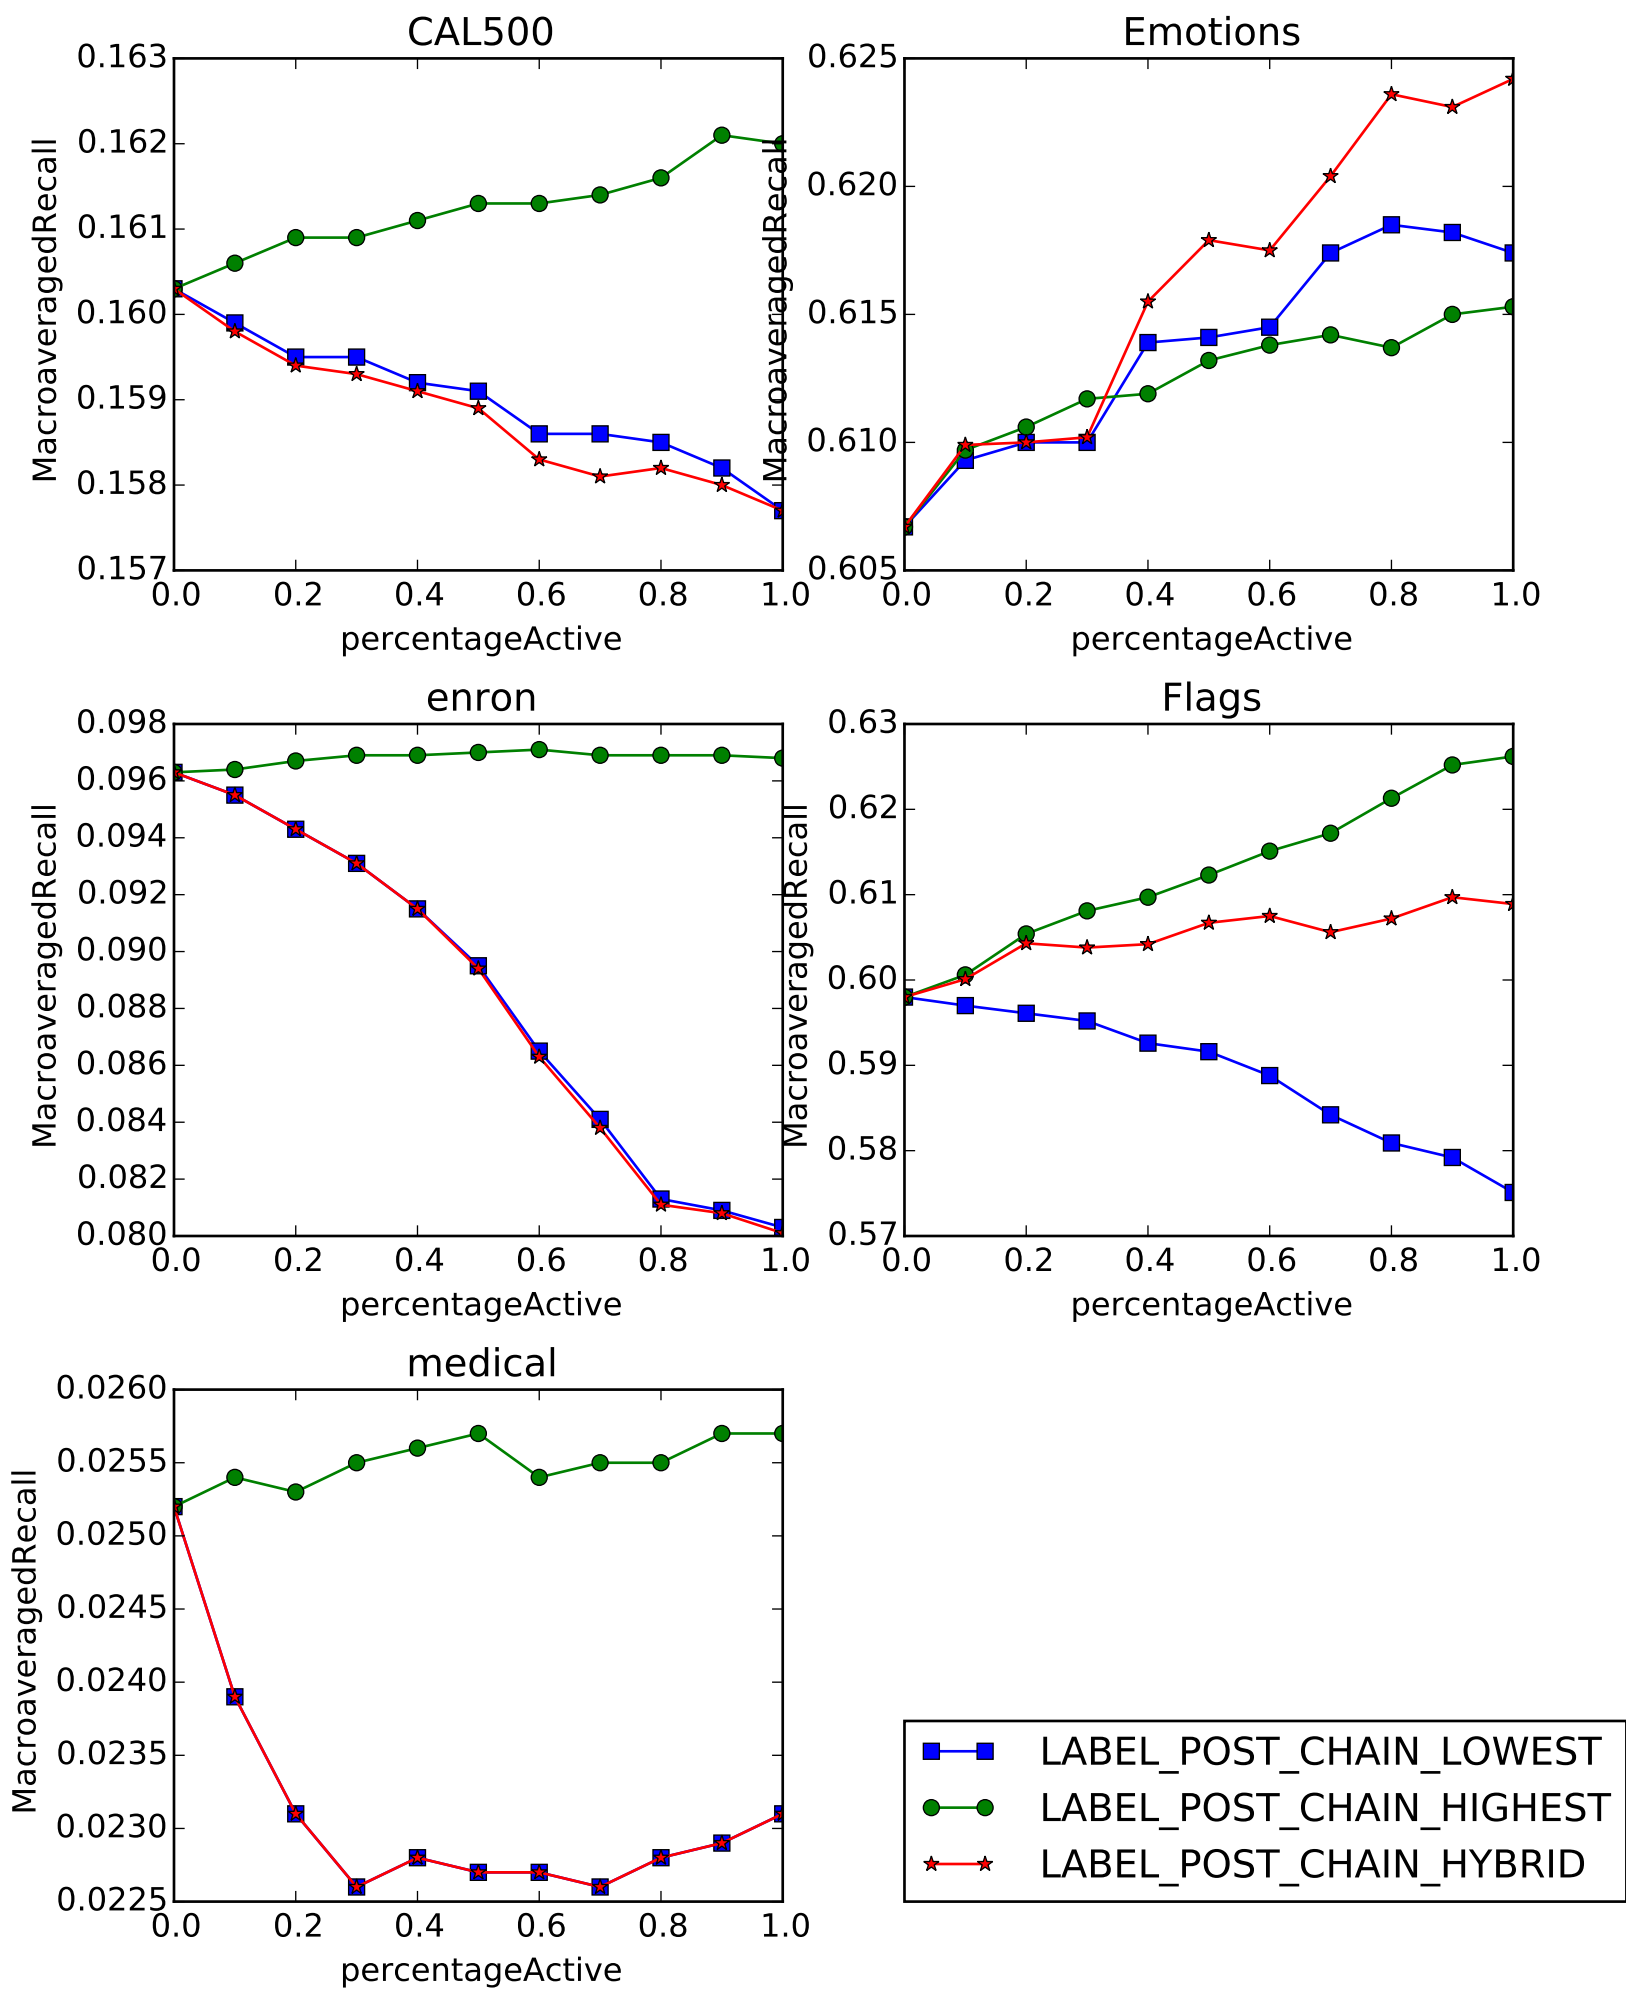 CAL500
0.163
0.162
0.161
0.160
0.159
0.158
0.157
MacroaveragedRecall
0.0 0.2 0.4 0.6 0.8 1.0
percentageActive
Emotions
0.625
0.620
0.615
0.610
0.605
MacroaveragedRecall
0.0 0.2 0.4 0.6 0.8 1.0
percentageActive
enron
0.098
0.096
0.094
0.092
0.090
0.088
0.086
0.084
0.082
0.080
MacroaveragedRecall
0.0 0.2 0.4 0.6 0.8 1.0
percentageActive
Flags
0.63
0.62
0.61
0.60
0.59
0.58
0.57
MacroaveragedRecall
0.0 0.2 0.4 0.6 0.8 1.0
percentageActive
medical
0.0260
0.0255
0.0250
0.0245
0.0240
0.0235
0.0230
0.0225
MacroaveragedRecall
0.0 0.2 0.4 0.6 0.8 1.0
percentageActive
LABEL_POST_CHAIN_LOWEST
LABEL_POST_CHAIN_HIGHEST
LABEL_POST_CHAIN_HYBRID